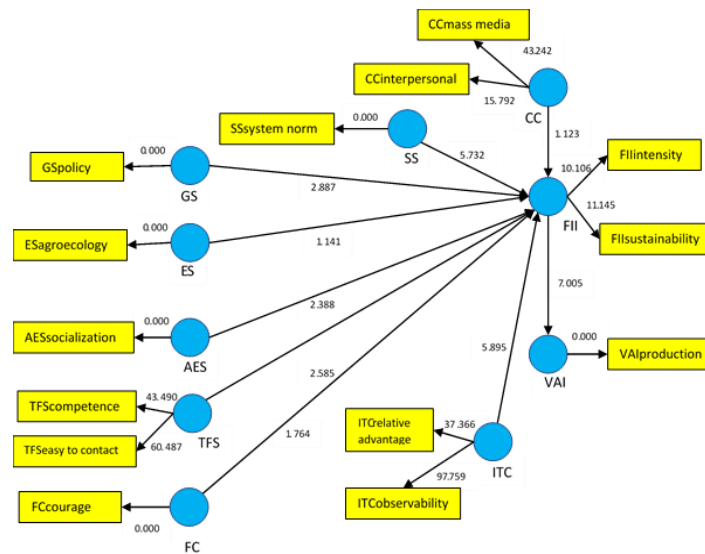 CCmass media
43.242
CCinterpersonal
15.792
CC
0.000
SSsystem norm
SS
1.123
5.732
10.106
FIIintensity
0.000
GSpolicy
GS
2.887
FII
11.145
FIIsustainability
0.000
ESagroecology
ES
1.141
7.005
2.388
0.000
AESsocialization
AES
5.895
0.000
VAI
VAIproduction
2.585
43.490
TFScompetence
TFS
1.764
TFSeasy to contact
60.487
ITCrelative
advantage
37.366
ITC
97.759
ITCobservability
FCcourage
0.000
FC